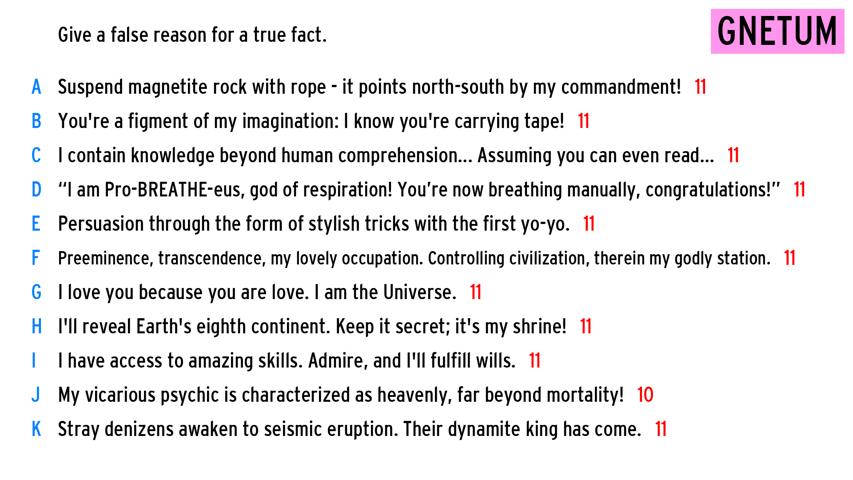 Give a false reason for a true fact.
GNETUM
A Suspend magnetite rock with rope - it points north-south by my commandment! 11
B You're a figment of my imagination: I know you're carrying tape! 11
C I contain knowledge beyond human comprehension... Assuming you can even read... 11
D “I am Pro-BREATHE-eus, god of respiration! You’re now breathing manually, congratulations!” 11
E Persuasion through the form of stylish tricks with the first yo-yo. 11
F Preeminence, transcendence, my lovely occupation. Controlling civilization, therein my godly station. 11
G I love you because you are love. I am the Universe. 11
H I'll reveal Earth's eighth continent. Keep it secret; it's my shrine! 11
I I have access to amazing skills. Admire, and I'll fulfill wills. 11
J My vicarious psychic is characterized as heavenly, far beyond mortality! 10
K Stray denizens awaken to seismic eruption. Their dynamite king has come. 11